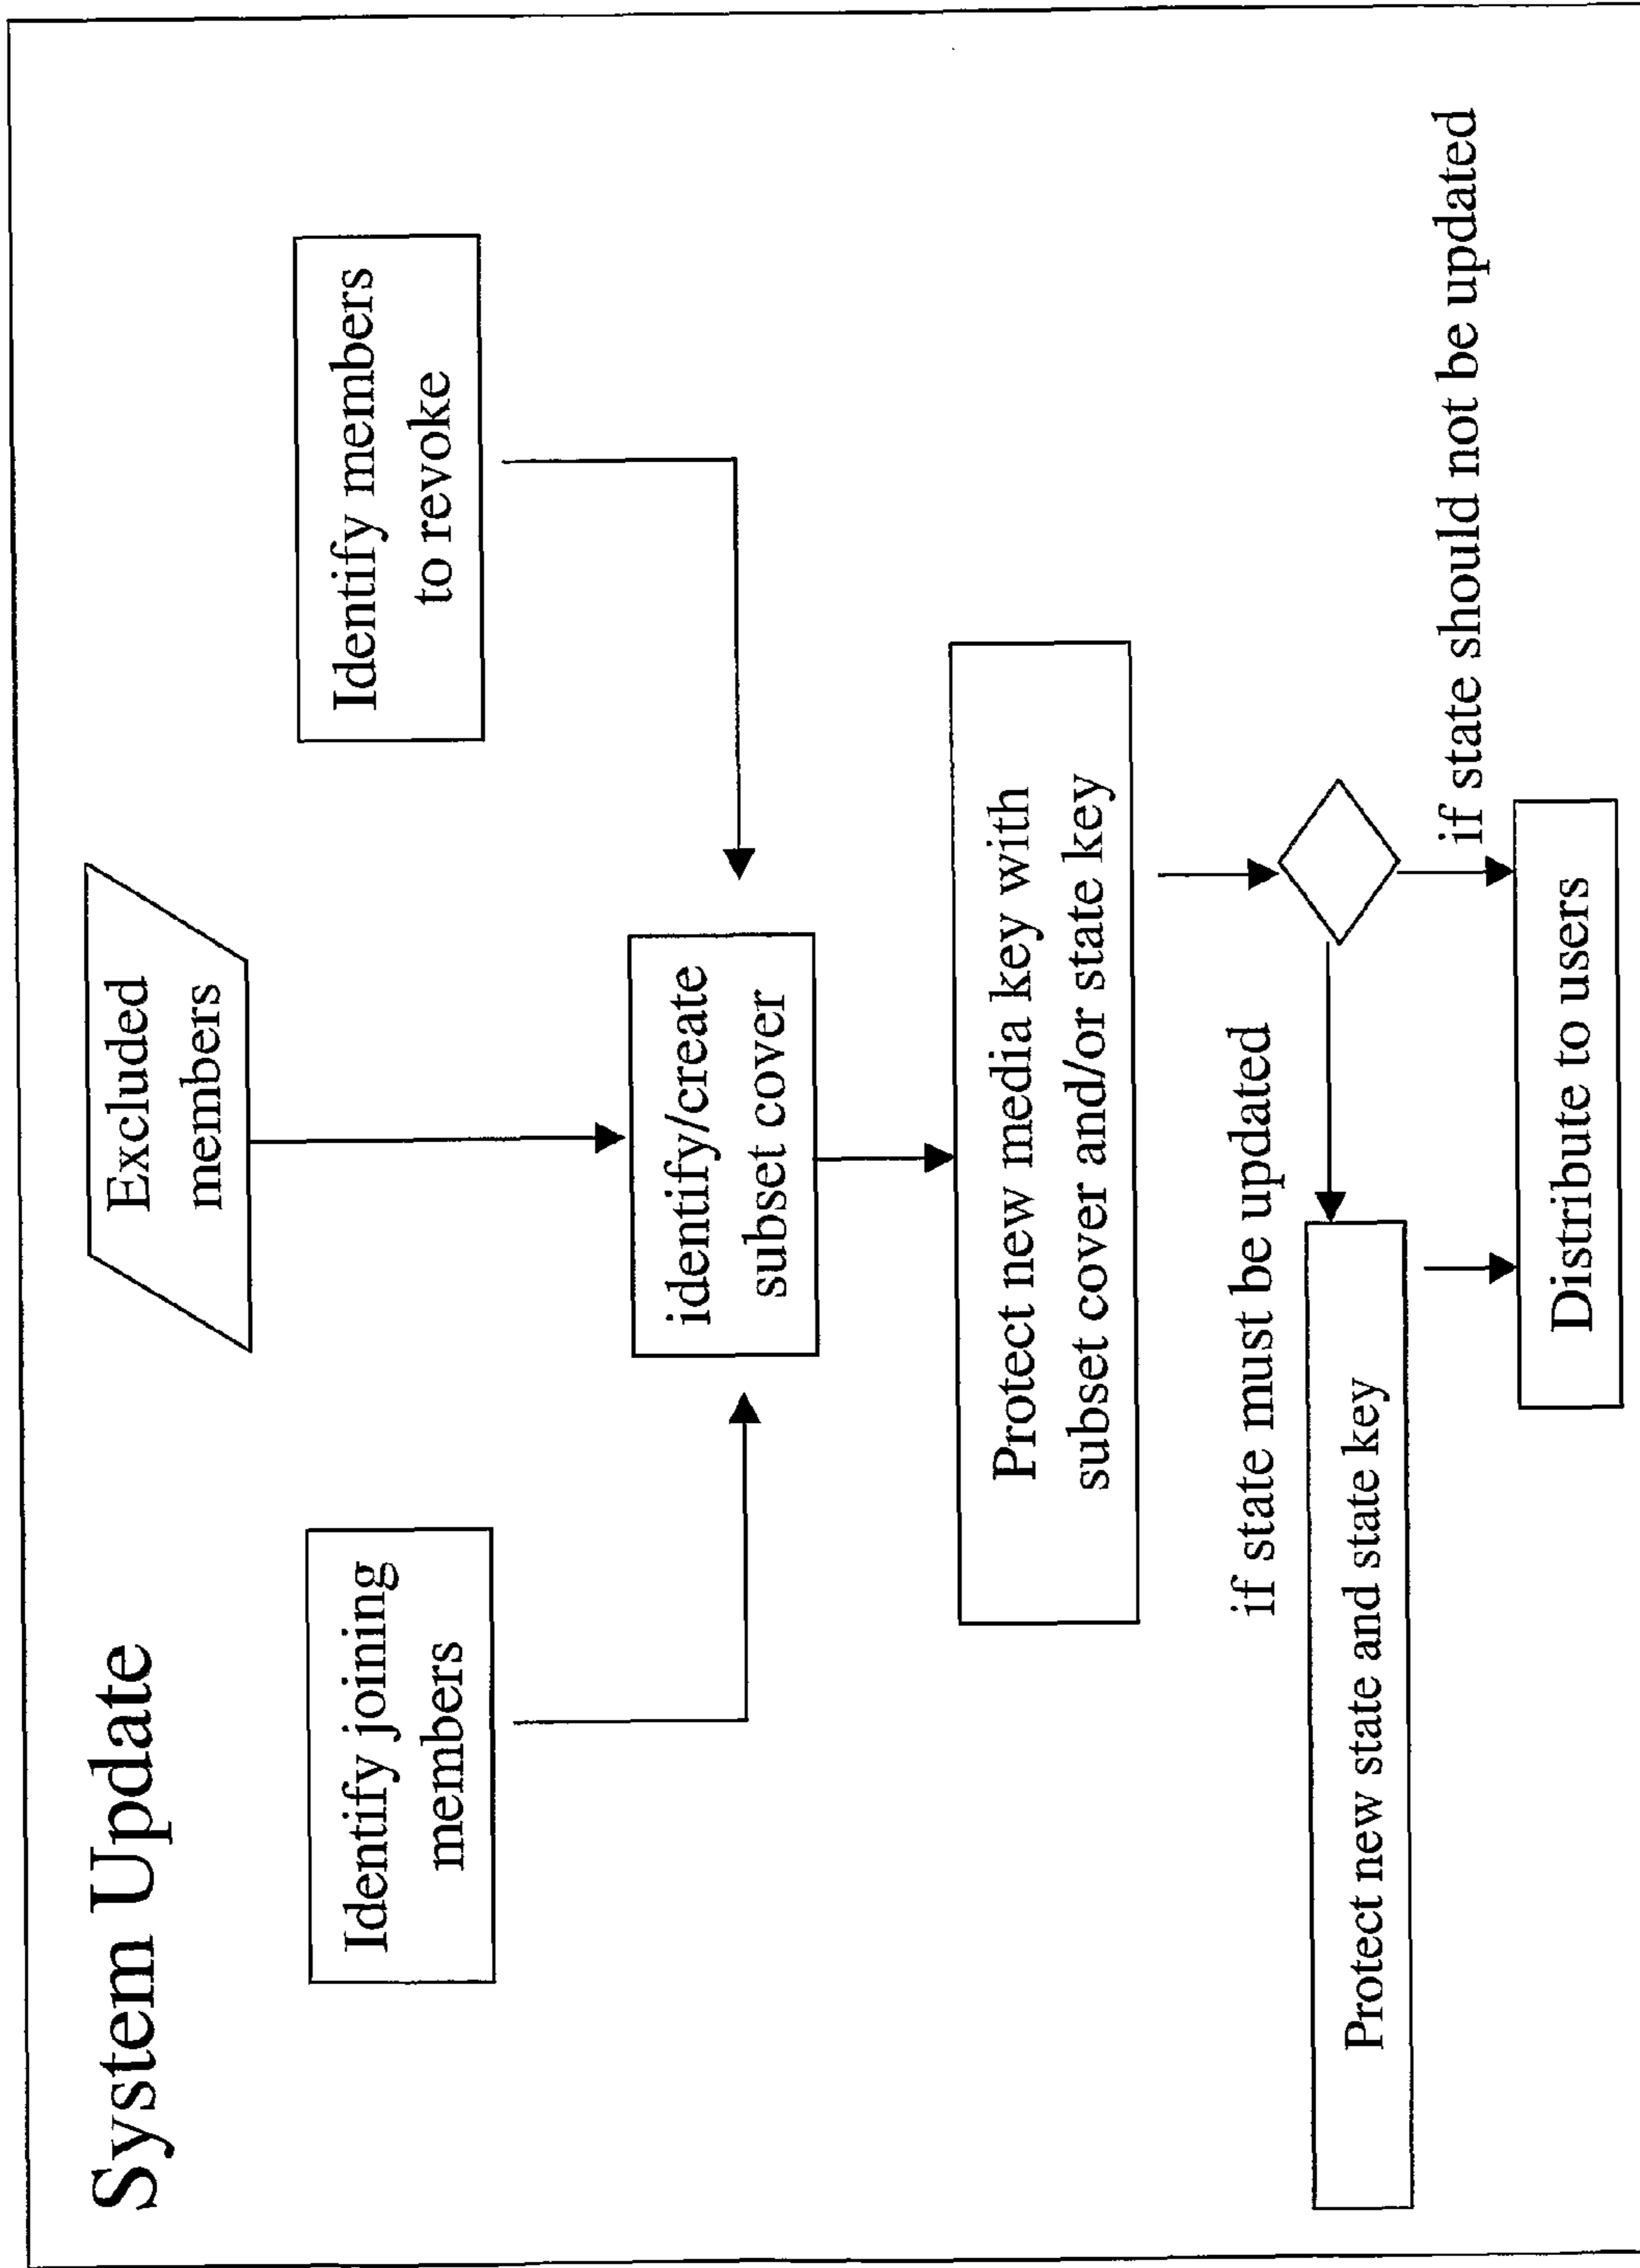 System Update
Excluded
members
Identify joining
members
Identify members
to revoke
identify/create
subset cover
Protect new media key with
subset cover and/or state key
if state must be updated
Protect new state and state key
if state should not be updated
Distribute to users